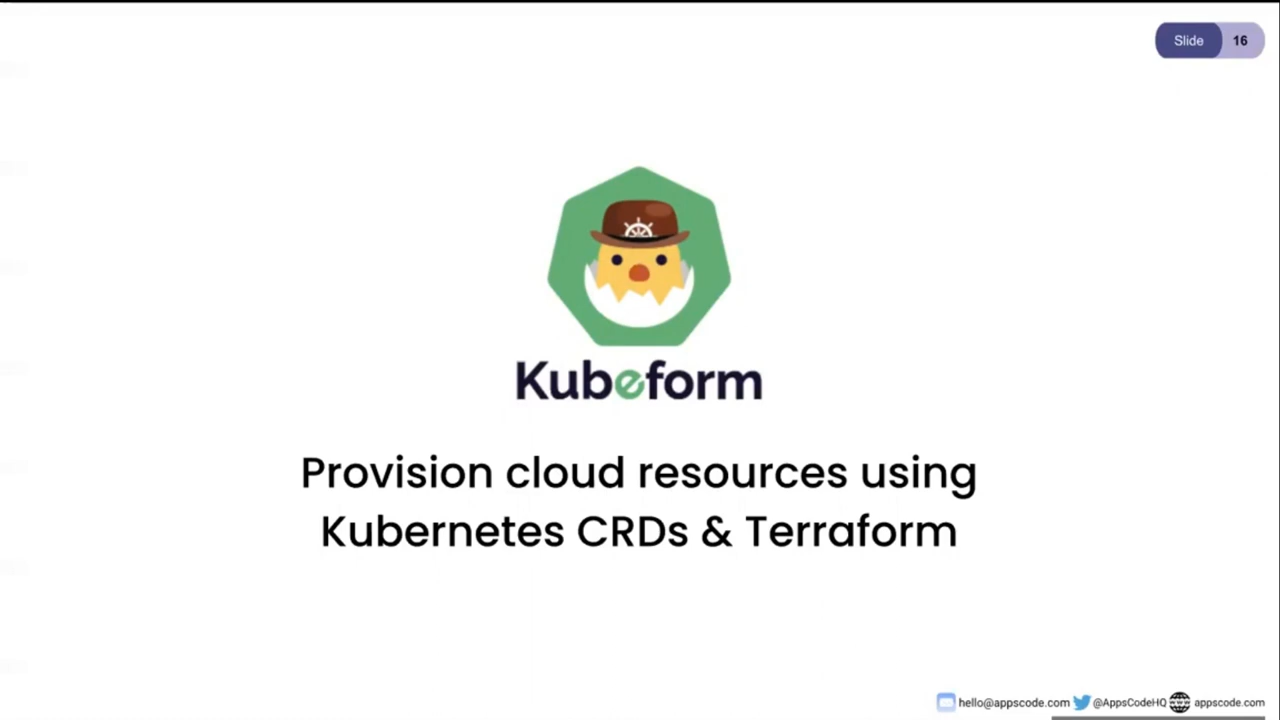 Slide 16
Kubeform
Provision cloud resources using
Kubernetes CRDs & Terraform
hello@appscode.com @AppsCodeHQ appscode.com